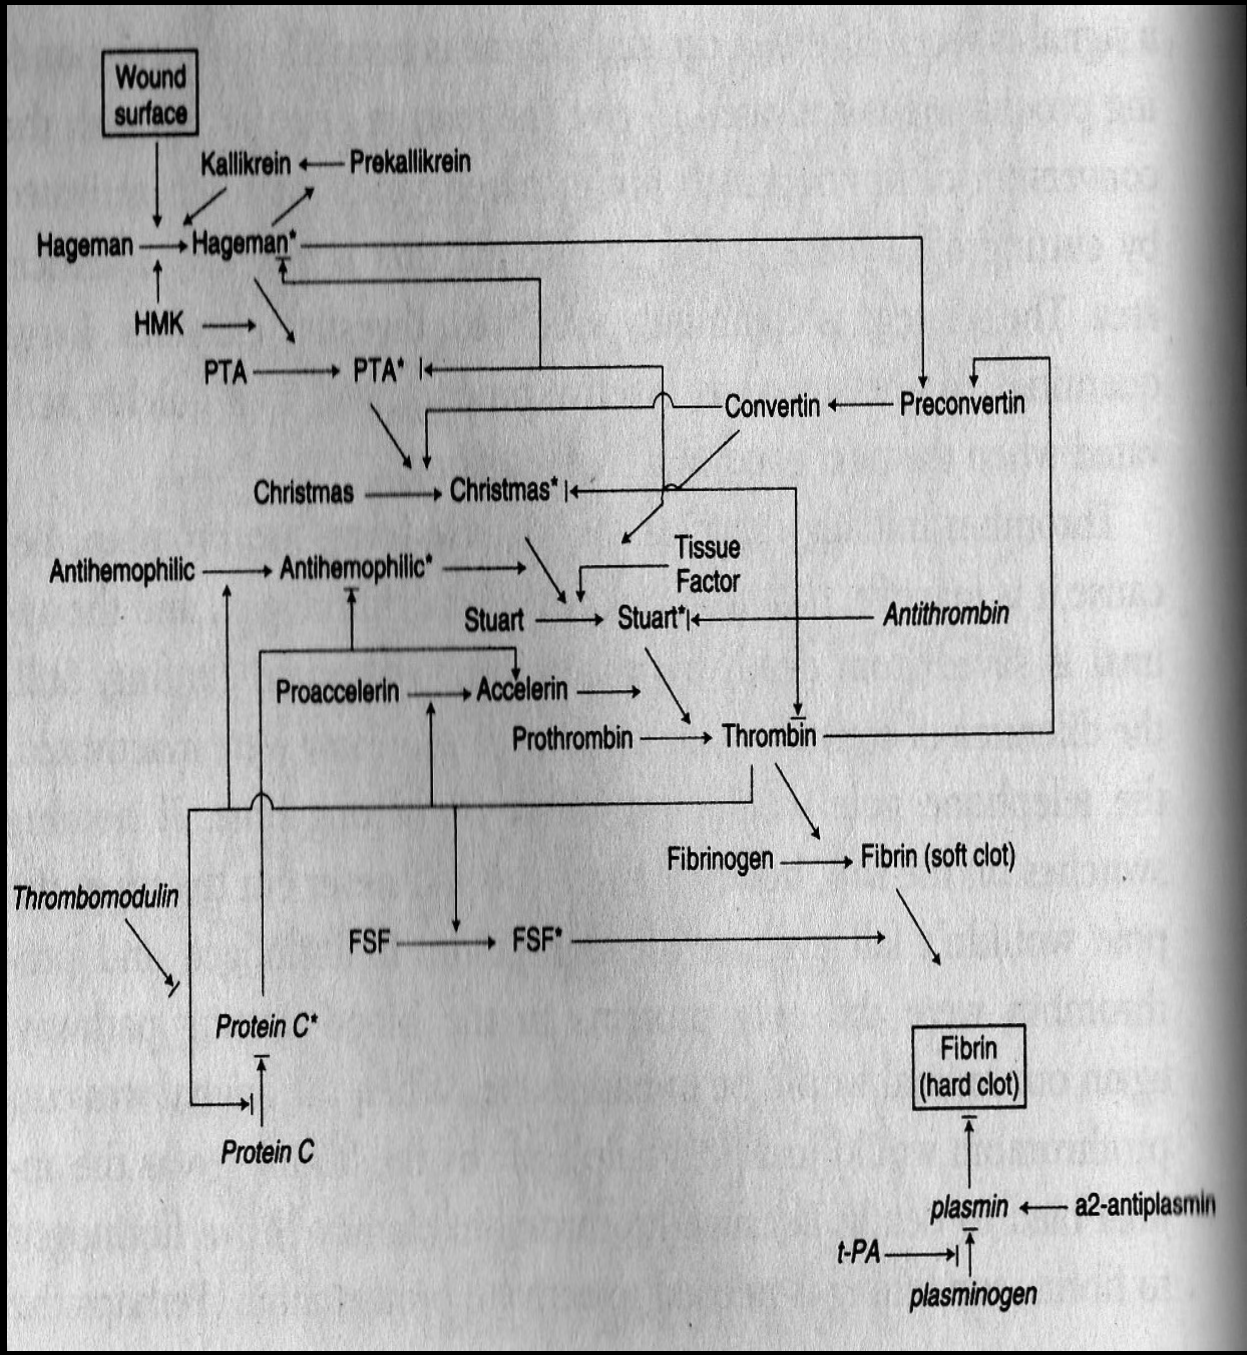 Wound
surface
Kallikrein
Prekallikrein
Hageman
Hageman*
HMK
PTA
PTA*
Convertin
Preconvertin
Christmas
Christmas*
Antihemophilic
Antihemophilic*
Tissue
Factor
Stuart
Stuart*
Antithrombin
Proaccelerin
Accelerin
Prothrombin
Thrombin
Fibrinogen
Fibrin (soft clot)
Thrombomodulin
FSF
FSF*
Protein C*
Fibrin
(hard clot)
Protein C
plasmin
a2-antiplasmin
t-PA
plasminogen